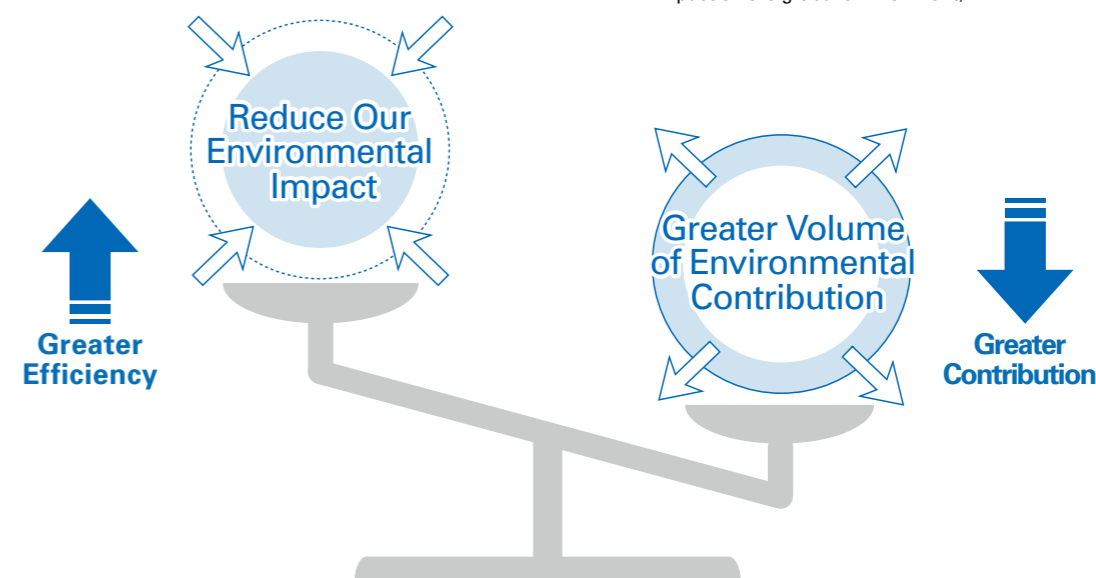 Reduce Our
Environmental
Impact
Greater Volume
of Environmental
Contribution
Greater
Efficiency
Greater
Contribution